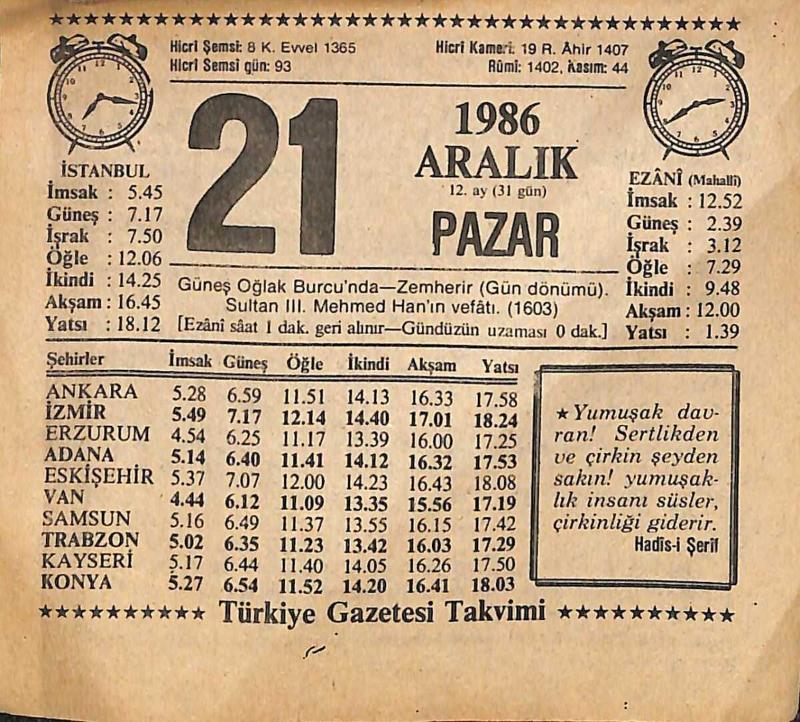 Hicrî Şemsî: 8 K. Evvel 1365
Hicrî Kamerî: 19 R. Âhir 1407
Hicrî Şemsî gün: 93
Rûmî: 1402, Kasım: 44
21
1986
ARALIK
12. ay (31 gün)
PAZAR
İSTANBUL
İmsak : 5.45
Güneş : 7.17
İşrak : 7.50
Öğle : 12.06
İkindi : 14.25
Akşam : 16.45
Yatsı : 18.12
EZÂNÎ (Mahallî)
İmsak : 12.52
Güneş : 2.39
İşrak : 3.12
Öğle : 7.29
İkindi : 9.48
Akşam : 12.00
Yatsı : 1.39
Güneş Oğlak Burcu'nda—Zemherir (Gün dönümü).
Sultan III. Mehmed Han'ın vefâtı. (1603)
[Ezânî sâat 1 dak. geri alınır—Gündüzün uzaması 0 dak.]
Şehirler İmsak Güneş Öğle İkindi Akşam Yatsı
ANKARA 5.28 6.59 11.51 14.13 16.33 17.58
İZMİR 5.49 7.17 12.14 14.40 17.01 18.24
ERZURUM 4.54 6.25 11.17 13.39 16.00 17.25
ADANA 5.14 6.40 11.41 14.12 16.32 17.53
ESKİŞEHİR 5.37 7.07 12.00 14.23 16.43 18.08
VAN 4.44 6.12 11.09 13.35 15.56 17.19
SAMSUN 5.16 6.49 11.37 13.55 16.15 17.42
TRABZON 5.02 6.35 11.23 13.42 16.03 17.29
KAYSERİ 5.17 6.44 11.40 14.05 16.26 17.50
KONYA 5.27 6.54 11.52 14.20 16.41 18.03
★ Yumuşak dav-
ran! Sertlikden
ve çirkin şeyden
sakın! yumuşak-
lık insanı süsler,
çirkinliği giderir.
Hadîs-i Şerîf
★★★★★★★★★★ Türkiye Gazetesi Takvimi ★★★★★★★★★★